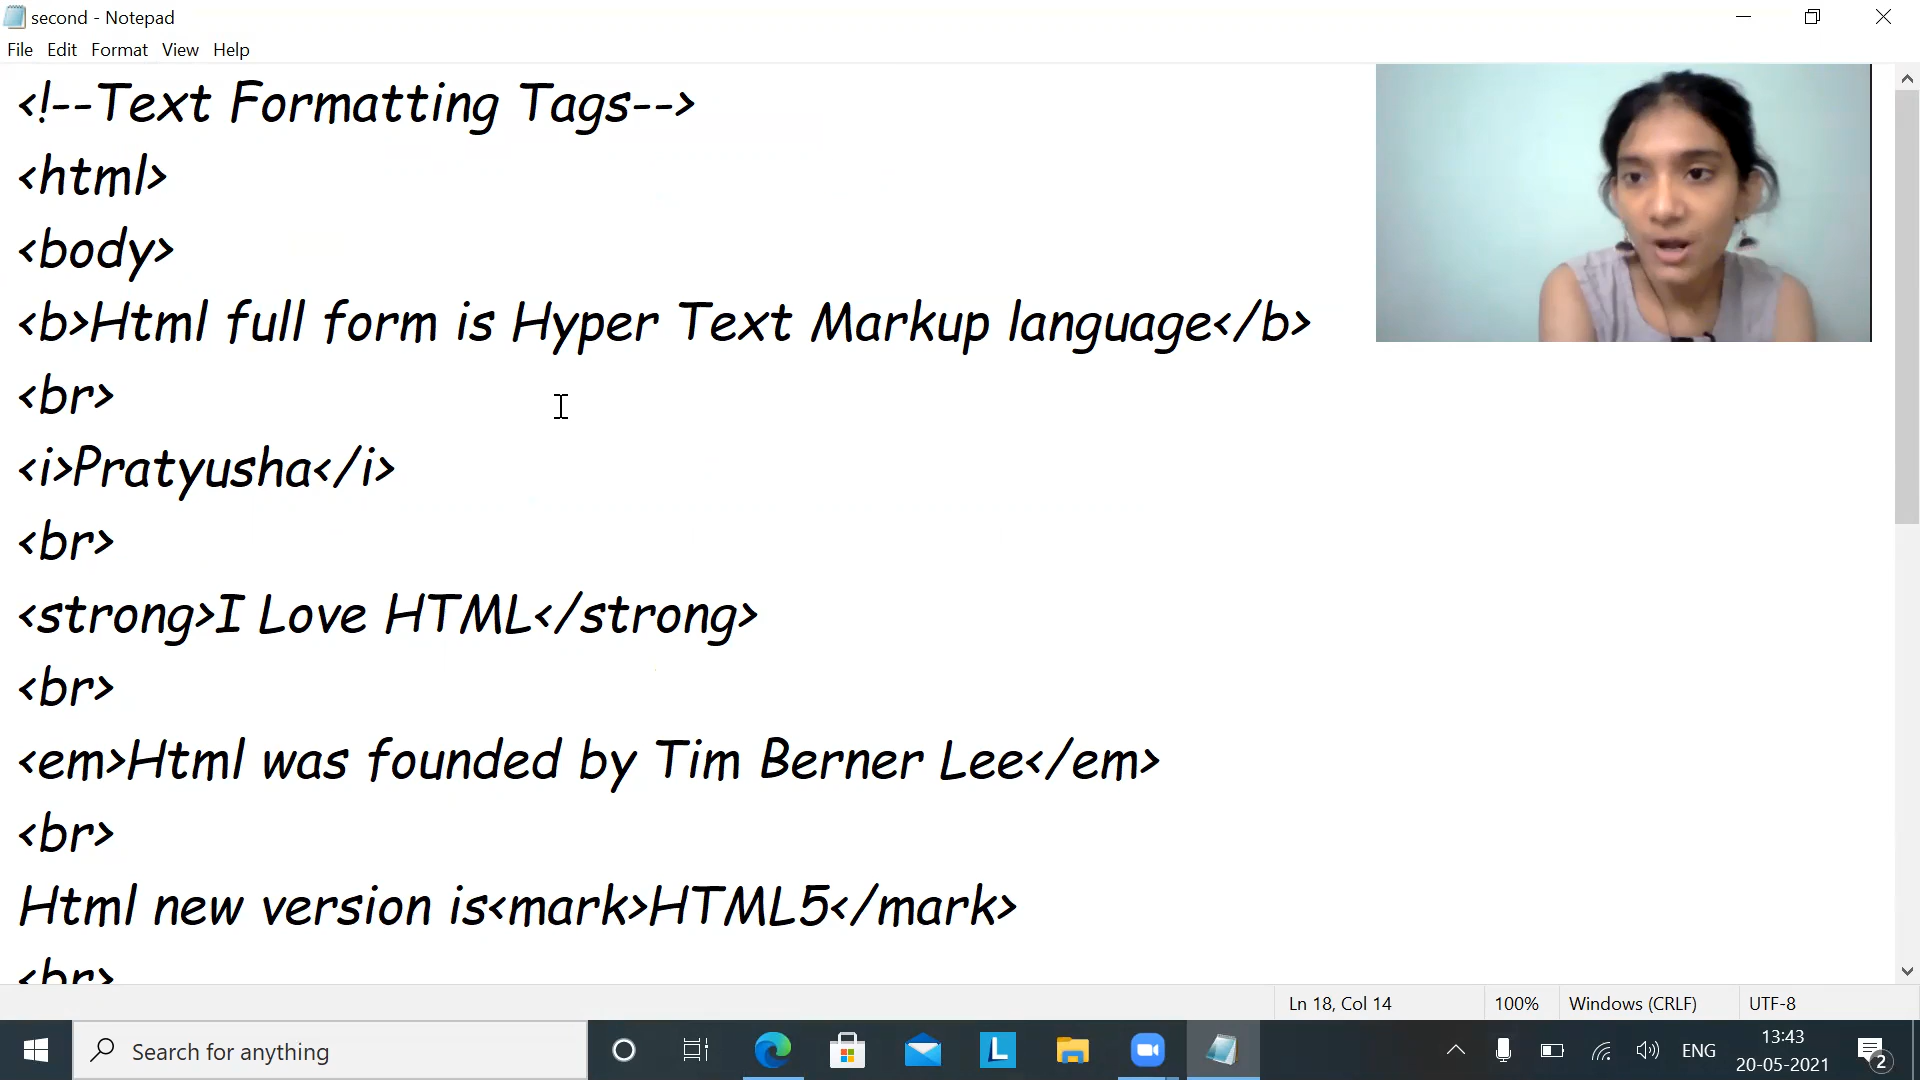 second - Notepad
File Edit Format View Help
<!--Text Formatting Tags-->
<html>
<body>
<b>Html full form is Hyper Text Markup language</b>
<br>
<i>Pratyusha</i>
<br>
<strong>I Love HTML</strong>
<br>
<em>Html was founded by Tim Berner Lee</em>
<br>
Html new version is<mark>HTML5</mark>
<br>
Ln 18, Col 14 100% Windows (CRLF) UTF-8
Search for anything
L
ENG
13:43
20-05-2021
2